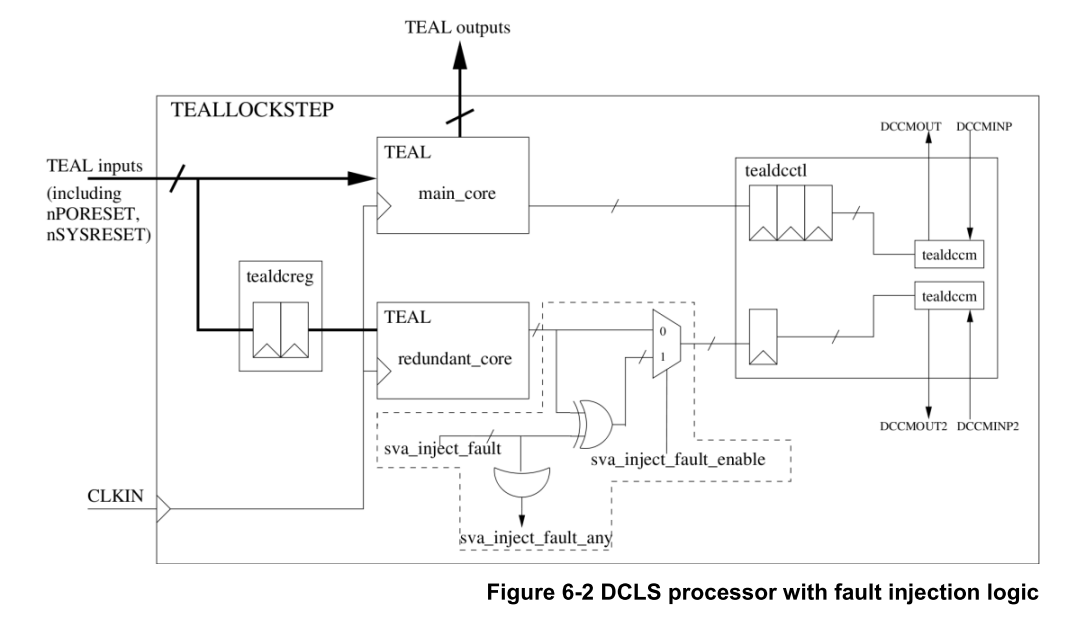 TEAL outputs
TEALLOCKSTEP
DCCMOUT DCCMINP
TEAL inputs
(including
nPORESET,
nSYSRESET)
TEAL
main_core
tealdcctl
tealdccm
tealdcreg
TEAL
redundant_core
0
1
tealdccm
DCCMOUT2 DCCMINP2
sva_inject_fault
sva_inject_fault_enable
CLKIN
sva_inject_fault_any
Figure 6-2 DCLS processor with fault injection logic